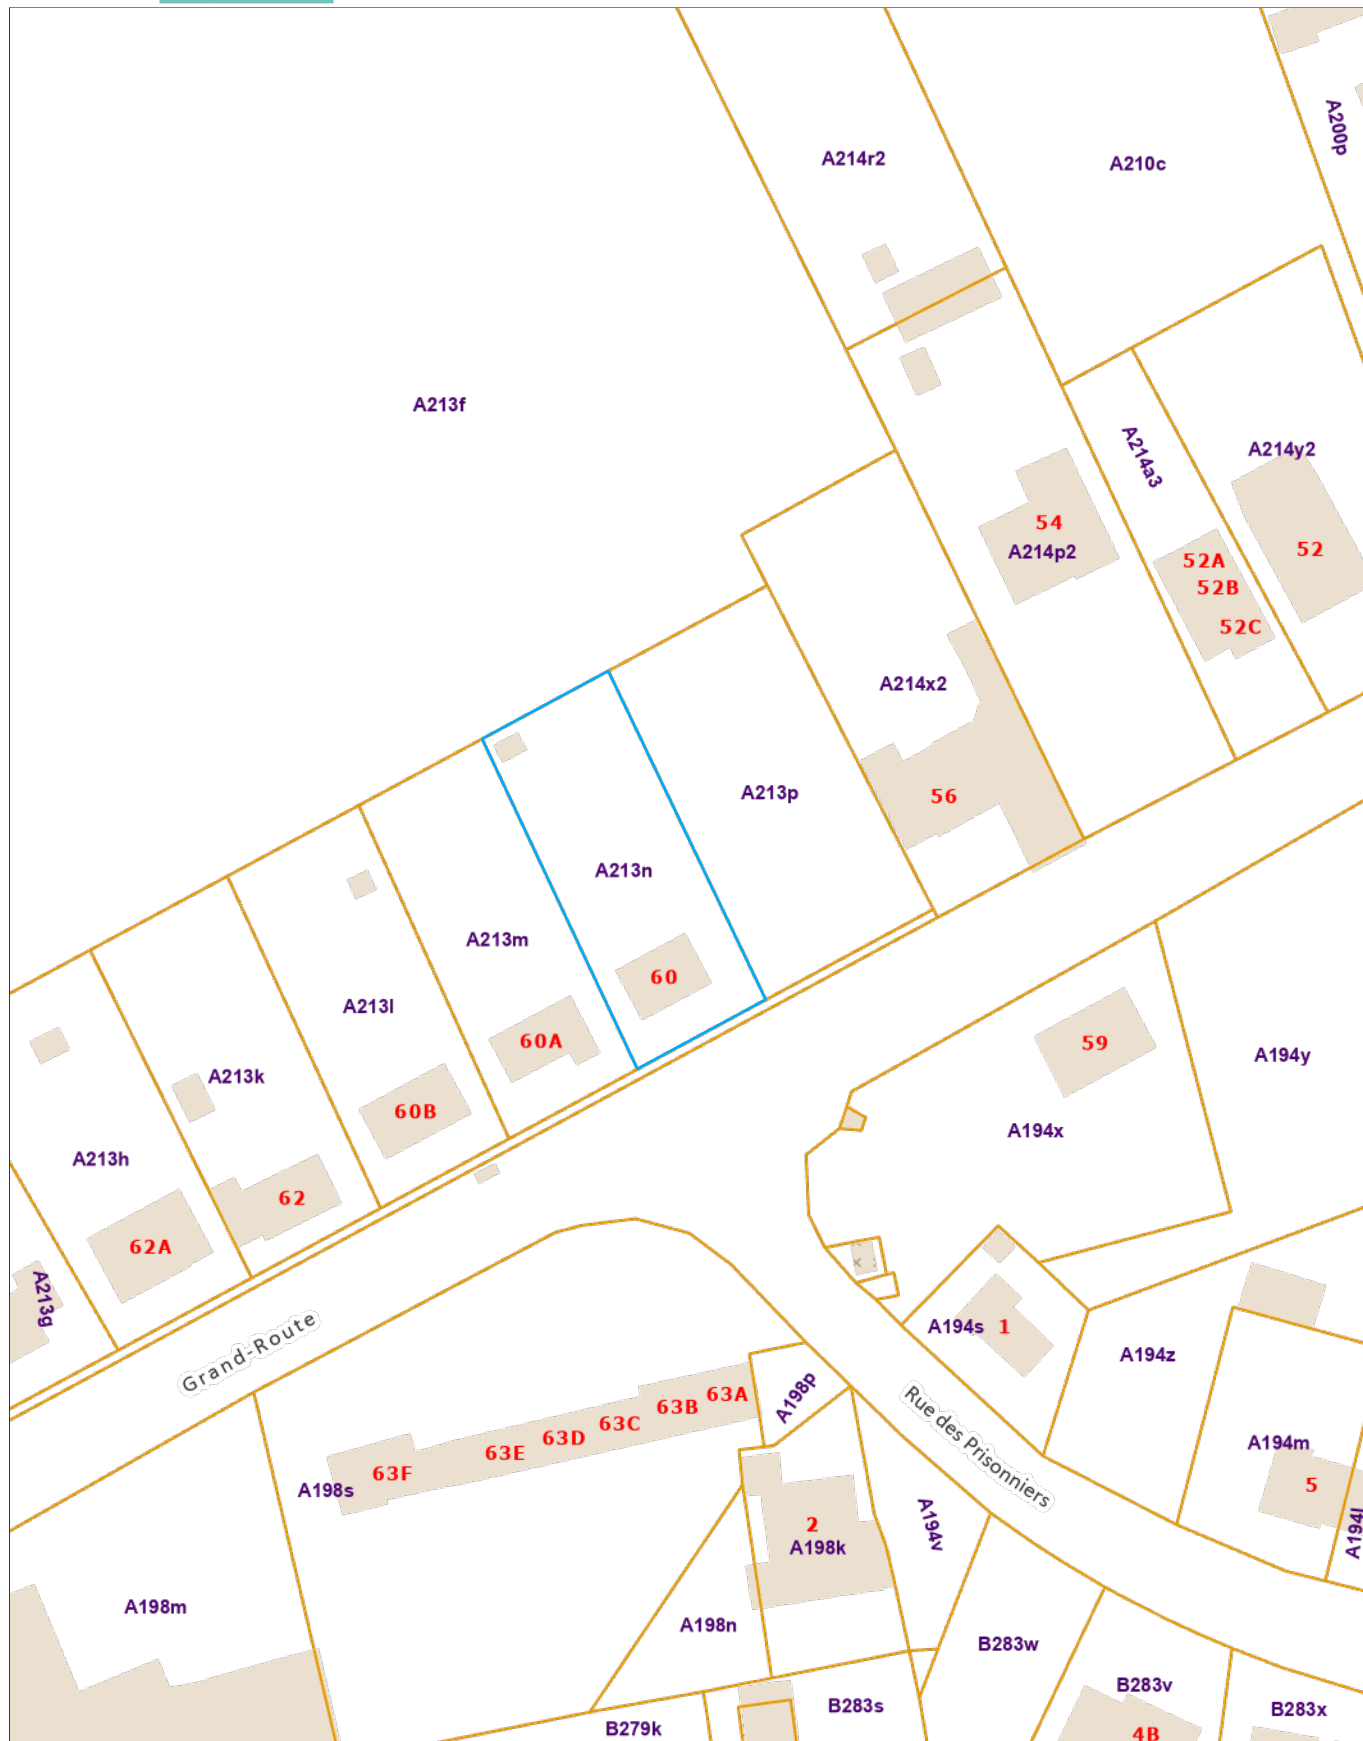 A200p
A214r2
A210c
A213f
A214a3
A214y2
54
A214p2
52
52A
52B
52C
A214x2
A213p
56
A213n
A213m
60
A213l
60A
59
A194y
A213k
60B
A194x
A213h
62
62A
A213g
Grand-Route
A194s
1
A194z
A198p
63A
63B
63C
63D
63E
63F
A198s
Rue des Prisonniers
A194m
5
A194l
2
A198k
A194v
A198m
A198n
B283w
B283v
B283s
B283x
B279k
4B